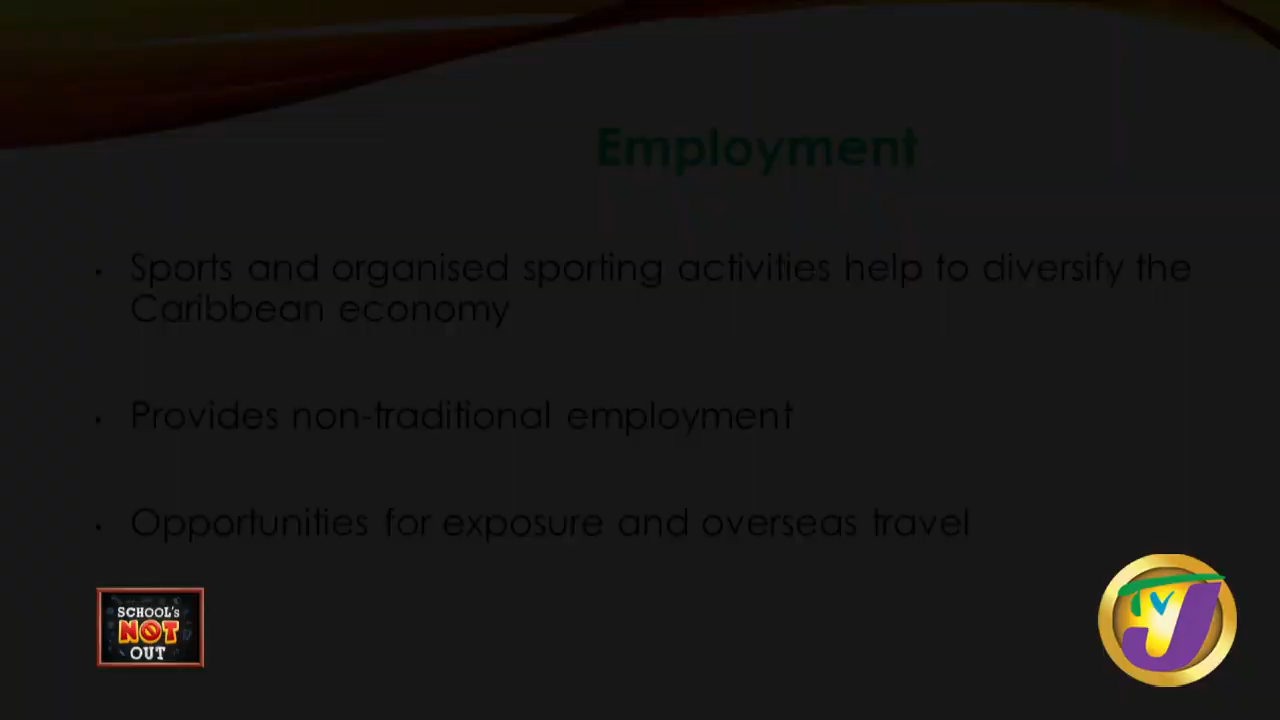 Employment
• Sports and organised sporting activities help to diversify the
Caribbean economy
• Provides non-traditional employment
• Opportunities for exposure and overseas travel
SCHOOL's
NOT
OUT
TVJ